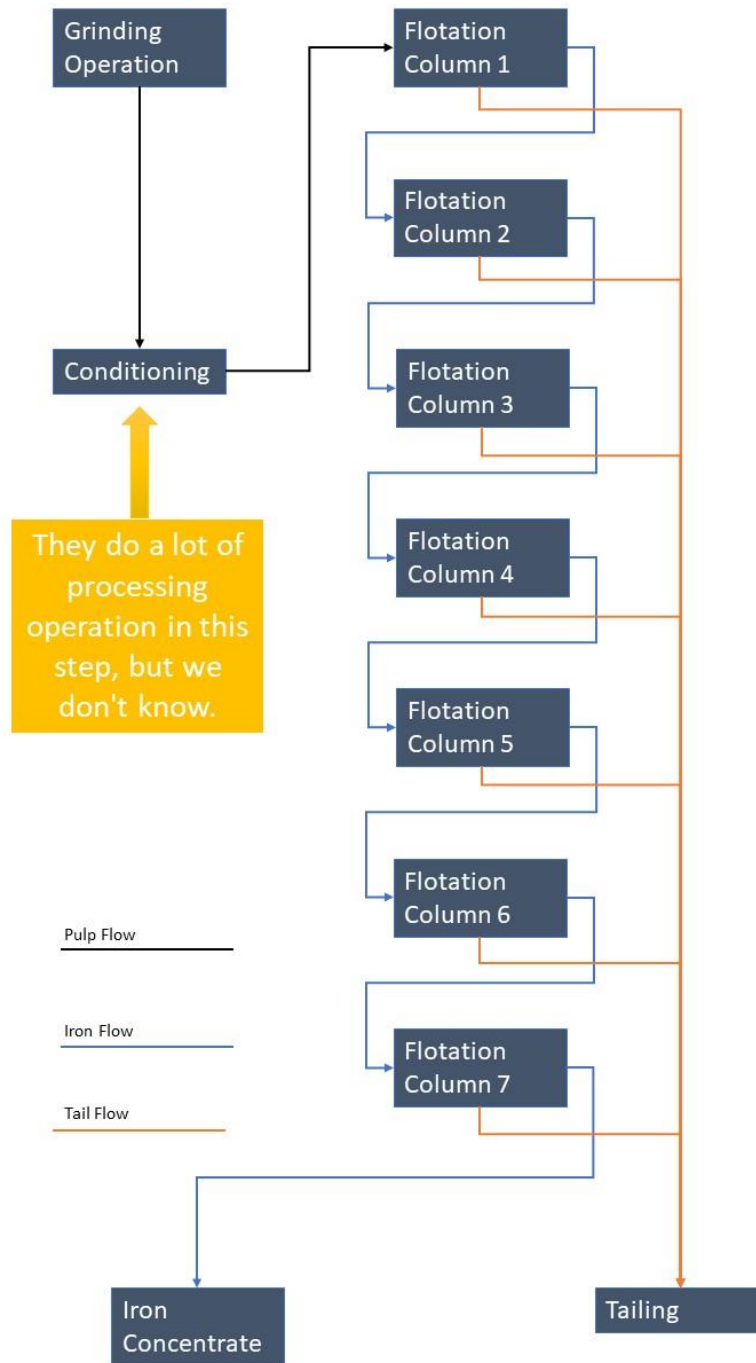 Grinding
Operation
Flotation
Column 1
Flotation
Column 2
Conditioning
Flotation
Column 3
They do a lot of
processing
operation in this
step, but we
don't know.
Flotation
Column 4
Flotation
Column 5
Flotation
Column 6
Pulp Flow
Iron Flow
Flotation
Column 7
Tail Flow
Iron
Concentrate
Tailing